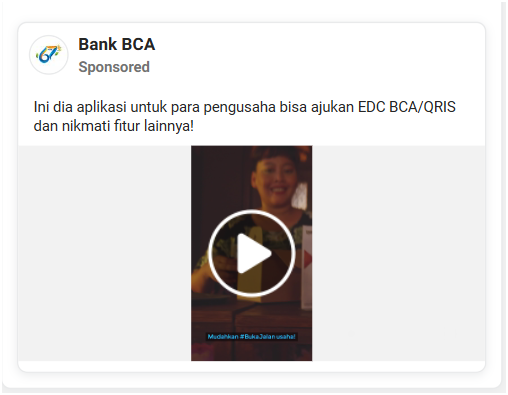 67
Bank BCA
Sponsored
Ini dia aplikasi untuk para pengusaha bisa ajukan EDC BCA/QRIS
dan nikmati fitur lainnya!
Mudahkan #BukaJalan usaha!